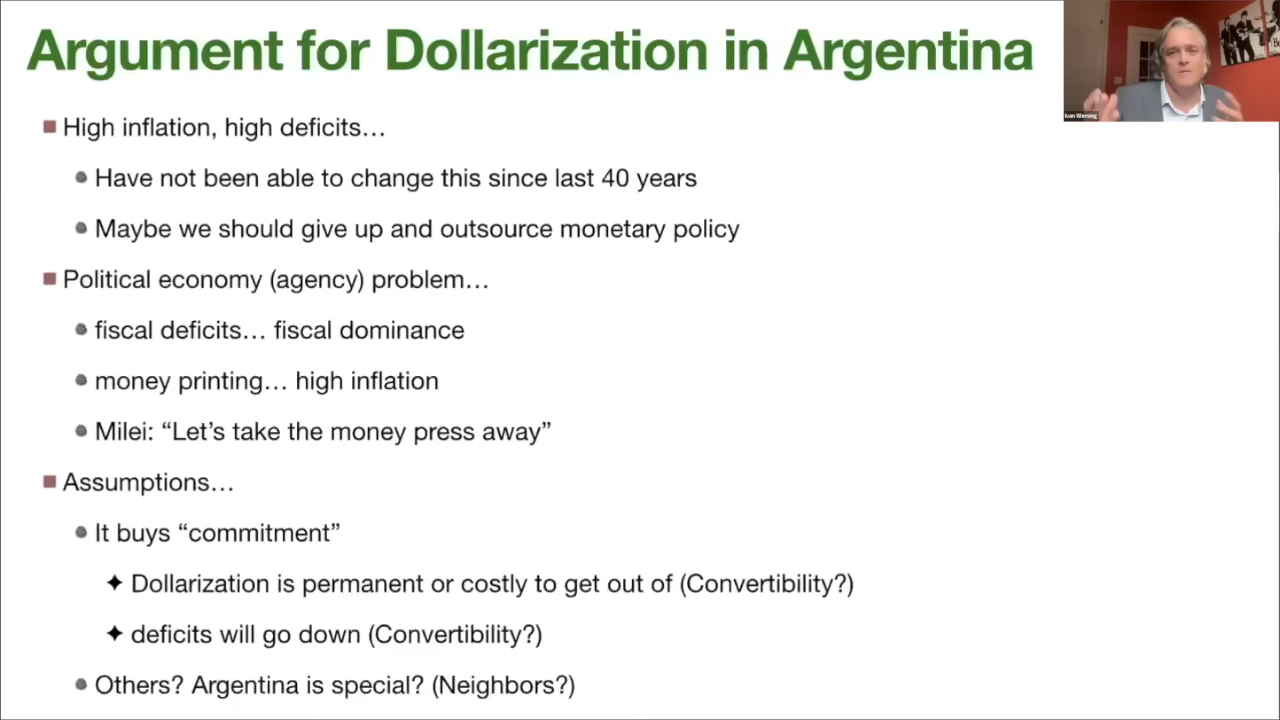 Argument for Dollarization in Argentina
High inflation, high deficits…
Have not been able to change this since last 40 years
Maybe we should give up and outsource monetary policy
Political economy (agency) problem…
fiscal deficits… fiscal dominance
money printing… high inflation
Milei: “Let’s take the money press away”
Assumptions…
It buys “commitment”
Dollarization is permanent or costly to get out of (Convertibility?)
deficits will go down (Convertibility?)
Others? Argentina is special? (Neighbors?)
Ivan Werning